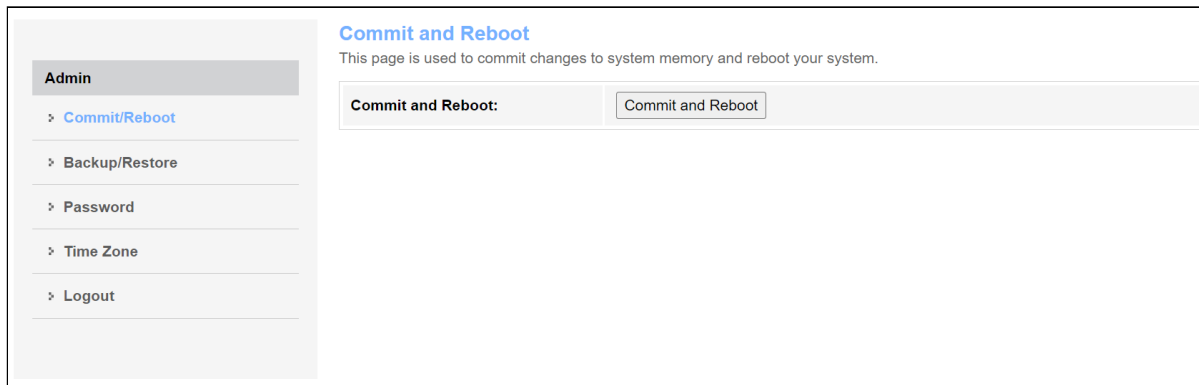 Admin
Commit/Reboot
Backup/Restore
Password
Time Zone
Logout
Commit and Reboot
This page is used to commit changes to system memory and reboot your system.
Commit and Reboot: Commit and Reboot